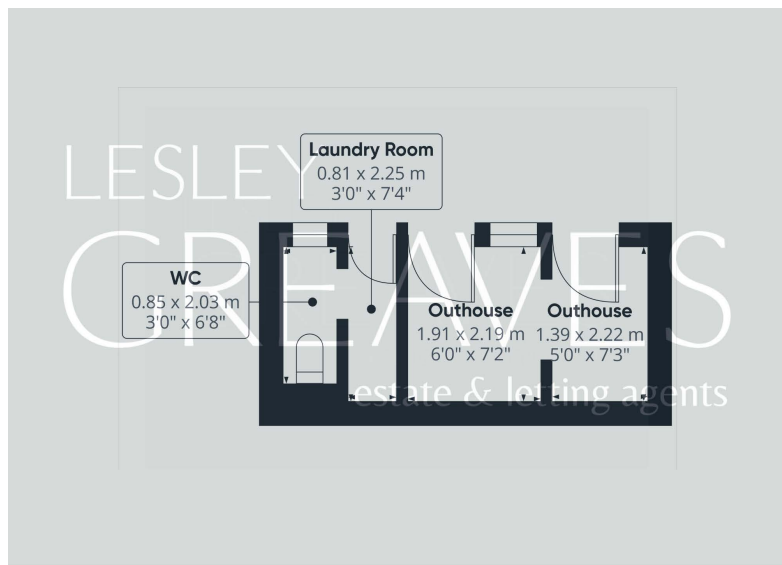 LESLEY
GREAVES
estate & letting agents
Laundry Room
0.81 x 2.25 m
3'0" x 7'4"
WC
0.85 x 2.03 m
3'0" x 6'8"
Outhouse
1.91 x 2.19 m
6'0" x 7'2"
Outhouse
1.39 x 2.22 m
5'0" x 7'3"